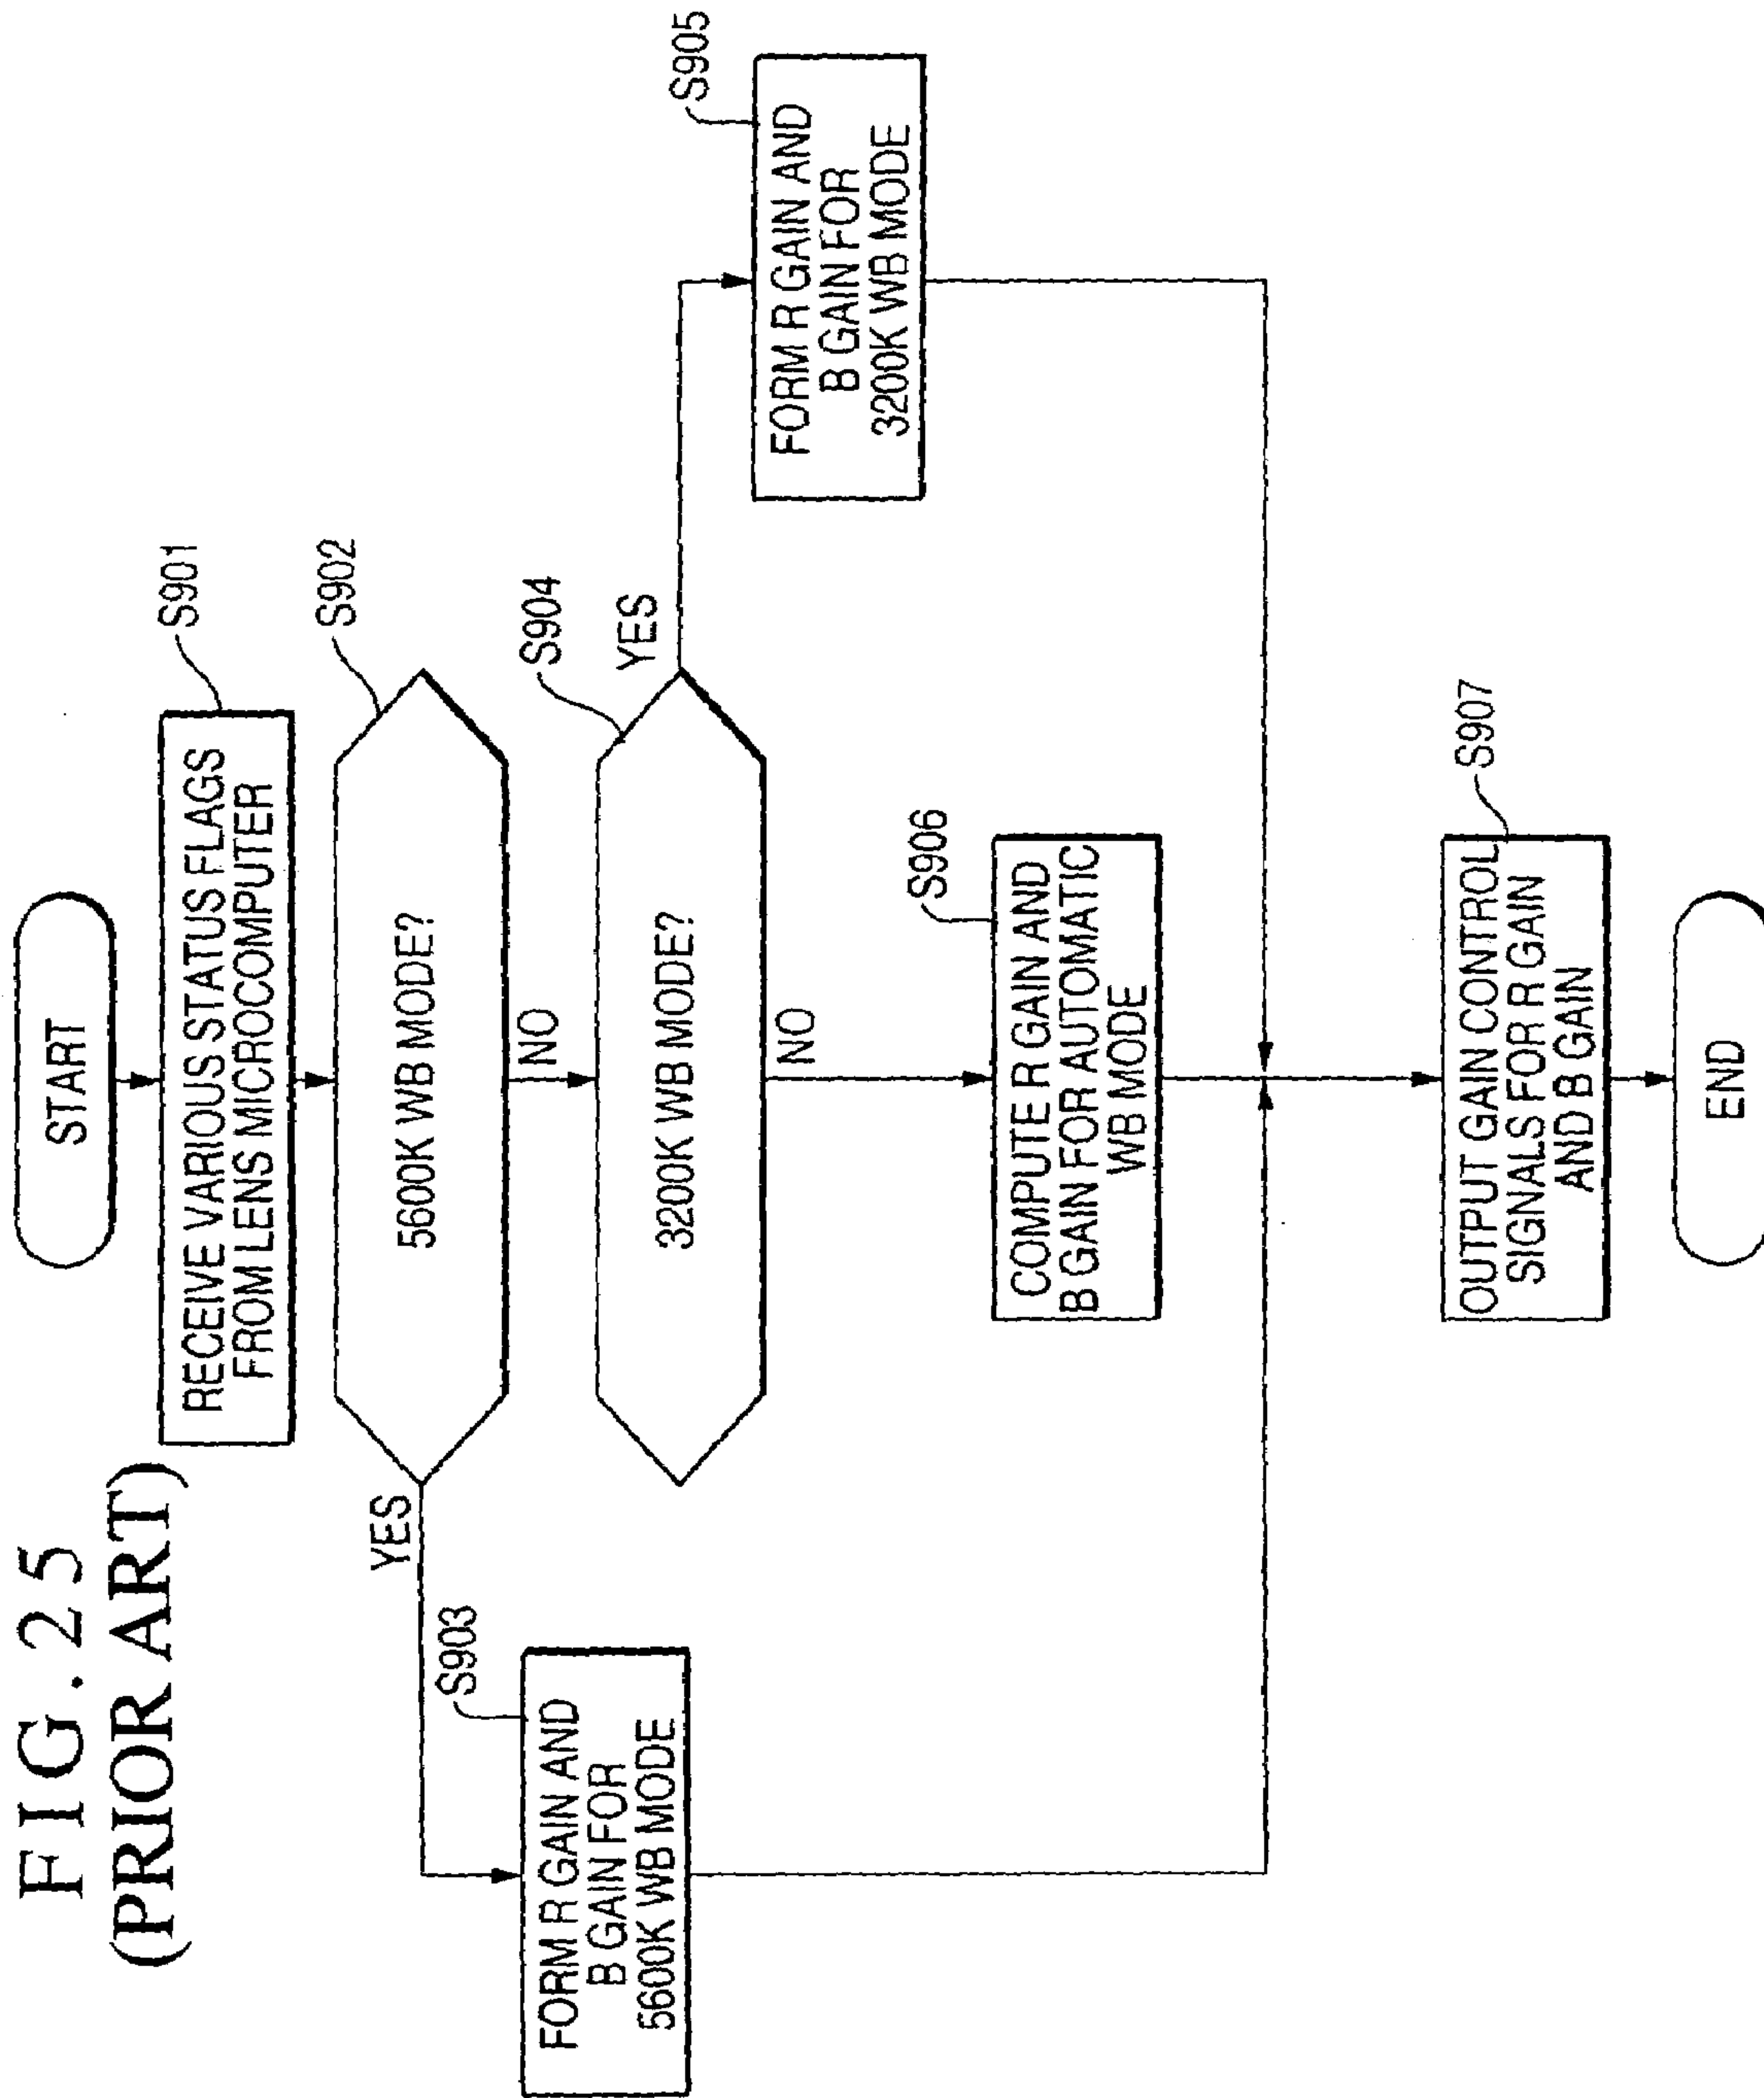 FIG.25
(PRIOR ART)
START
RECEIVE VARIOUS STATUS FLAGS
FROM LENS MICROCOMPUTER
S901
5600K WB MODE?
S902
YES
NO
FORM R GAIN AND
B GAIN FOR
5600K WB MODE
S903
3200K WB MODE?
S904
YES
NO
FORM R GAIN AND
B GAIN FOR
3200K WB MODE
S905
COMPUTE R GAIN AND
B GAIN FOR AUTOMATIC
WB MODE
S906
OUTPUT GAIN CONTROL
SIGNALS FOR R GAIN
AND B GAIN
S907
END